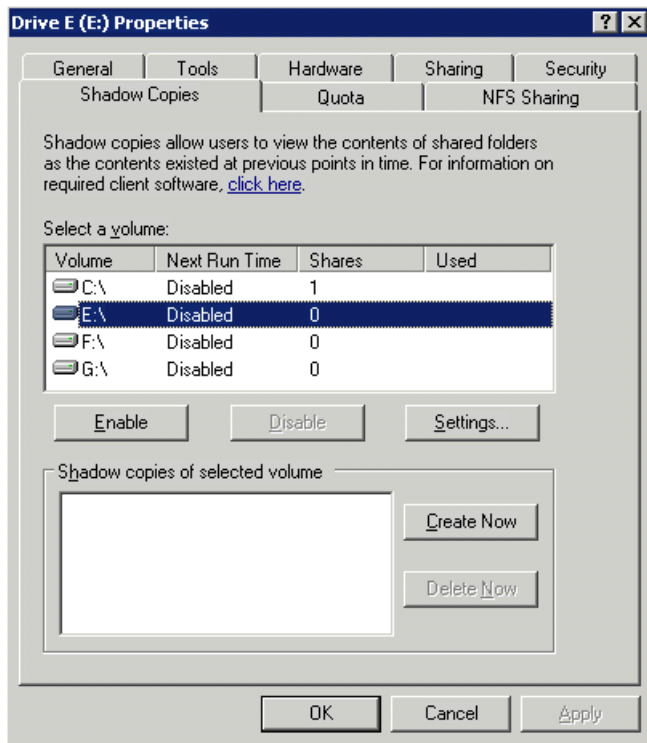 Drive E (E:) Properties
General Tools Hardware Sharing Security
Shadow Copies Quota NFS Sharing
Shadow copies allow users to view the contents of shared folders
as the contents existed at previous points in time. For information on
required client software, click here.
Select a volume:
Volume Next Run Time Shares Used
C:\ Disabled 1
E:\ Disabled 0
F:\ Disabled 0
G:\ Disabled 0
Enable Disable Settings...
Shadow copies of selected volume
Create Now
Delete Now
OK Cancel Apply